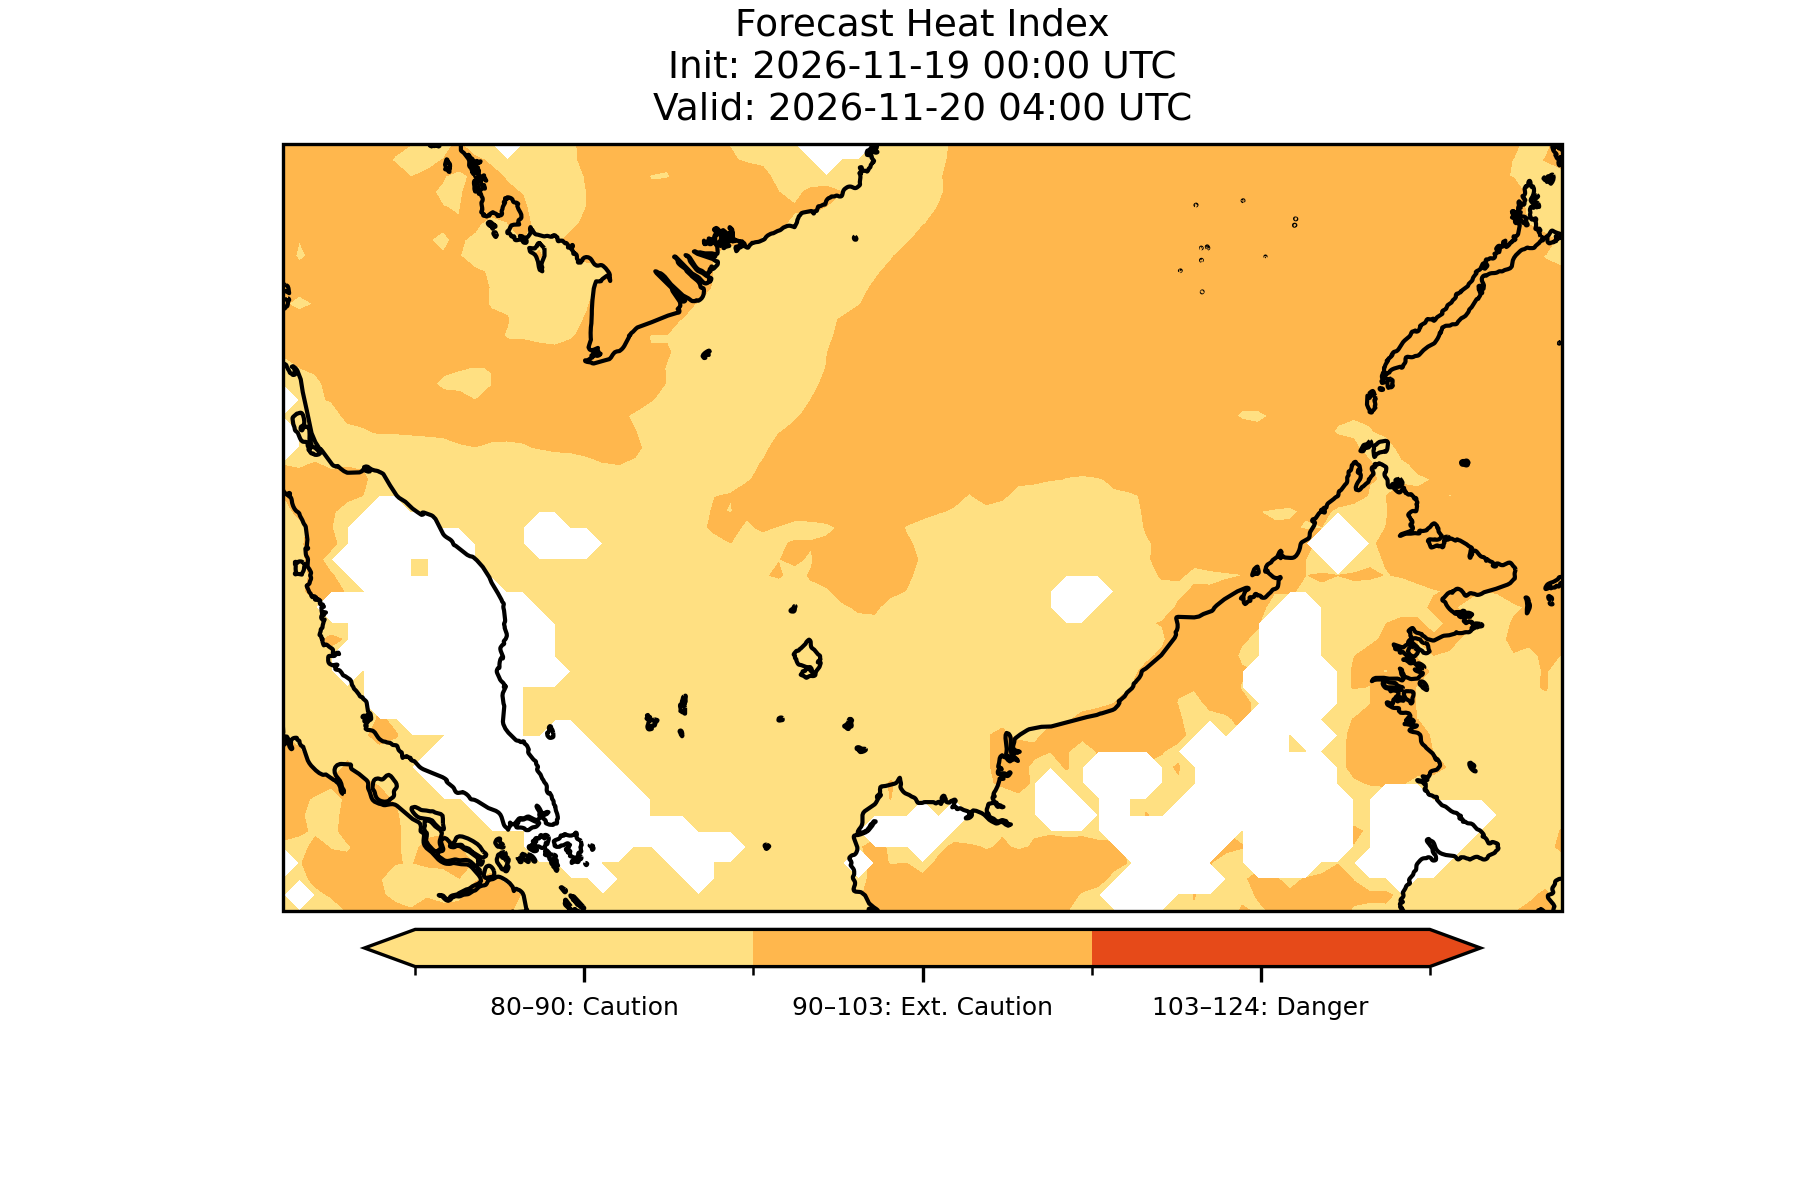 Forecast Heat Index
Init: 2026-11-19 00:00 UTC
Valid: 2026-11-20 04:00 UTC
80–90: Caution
90–103: Ext. Caution
103–124: Danger